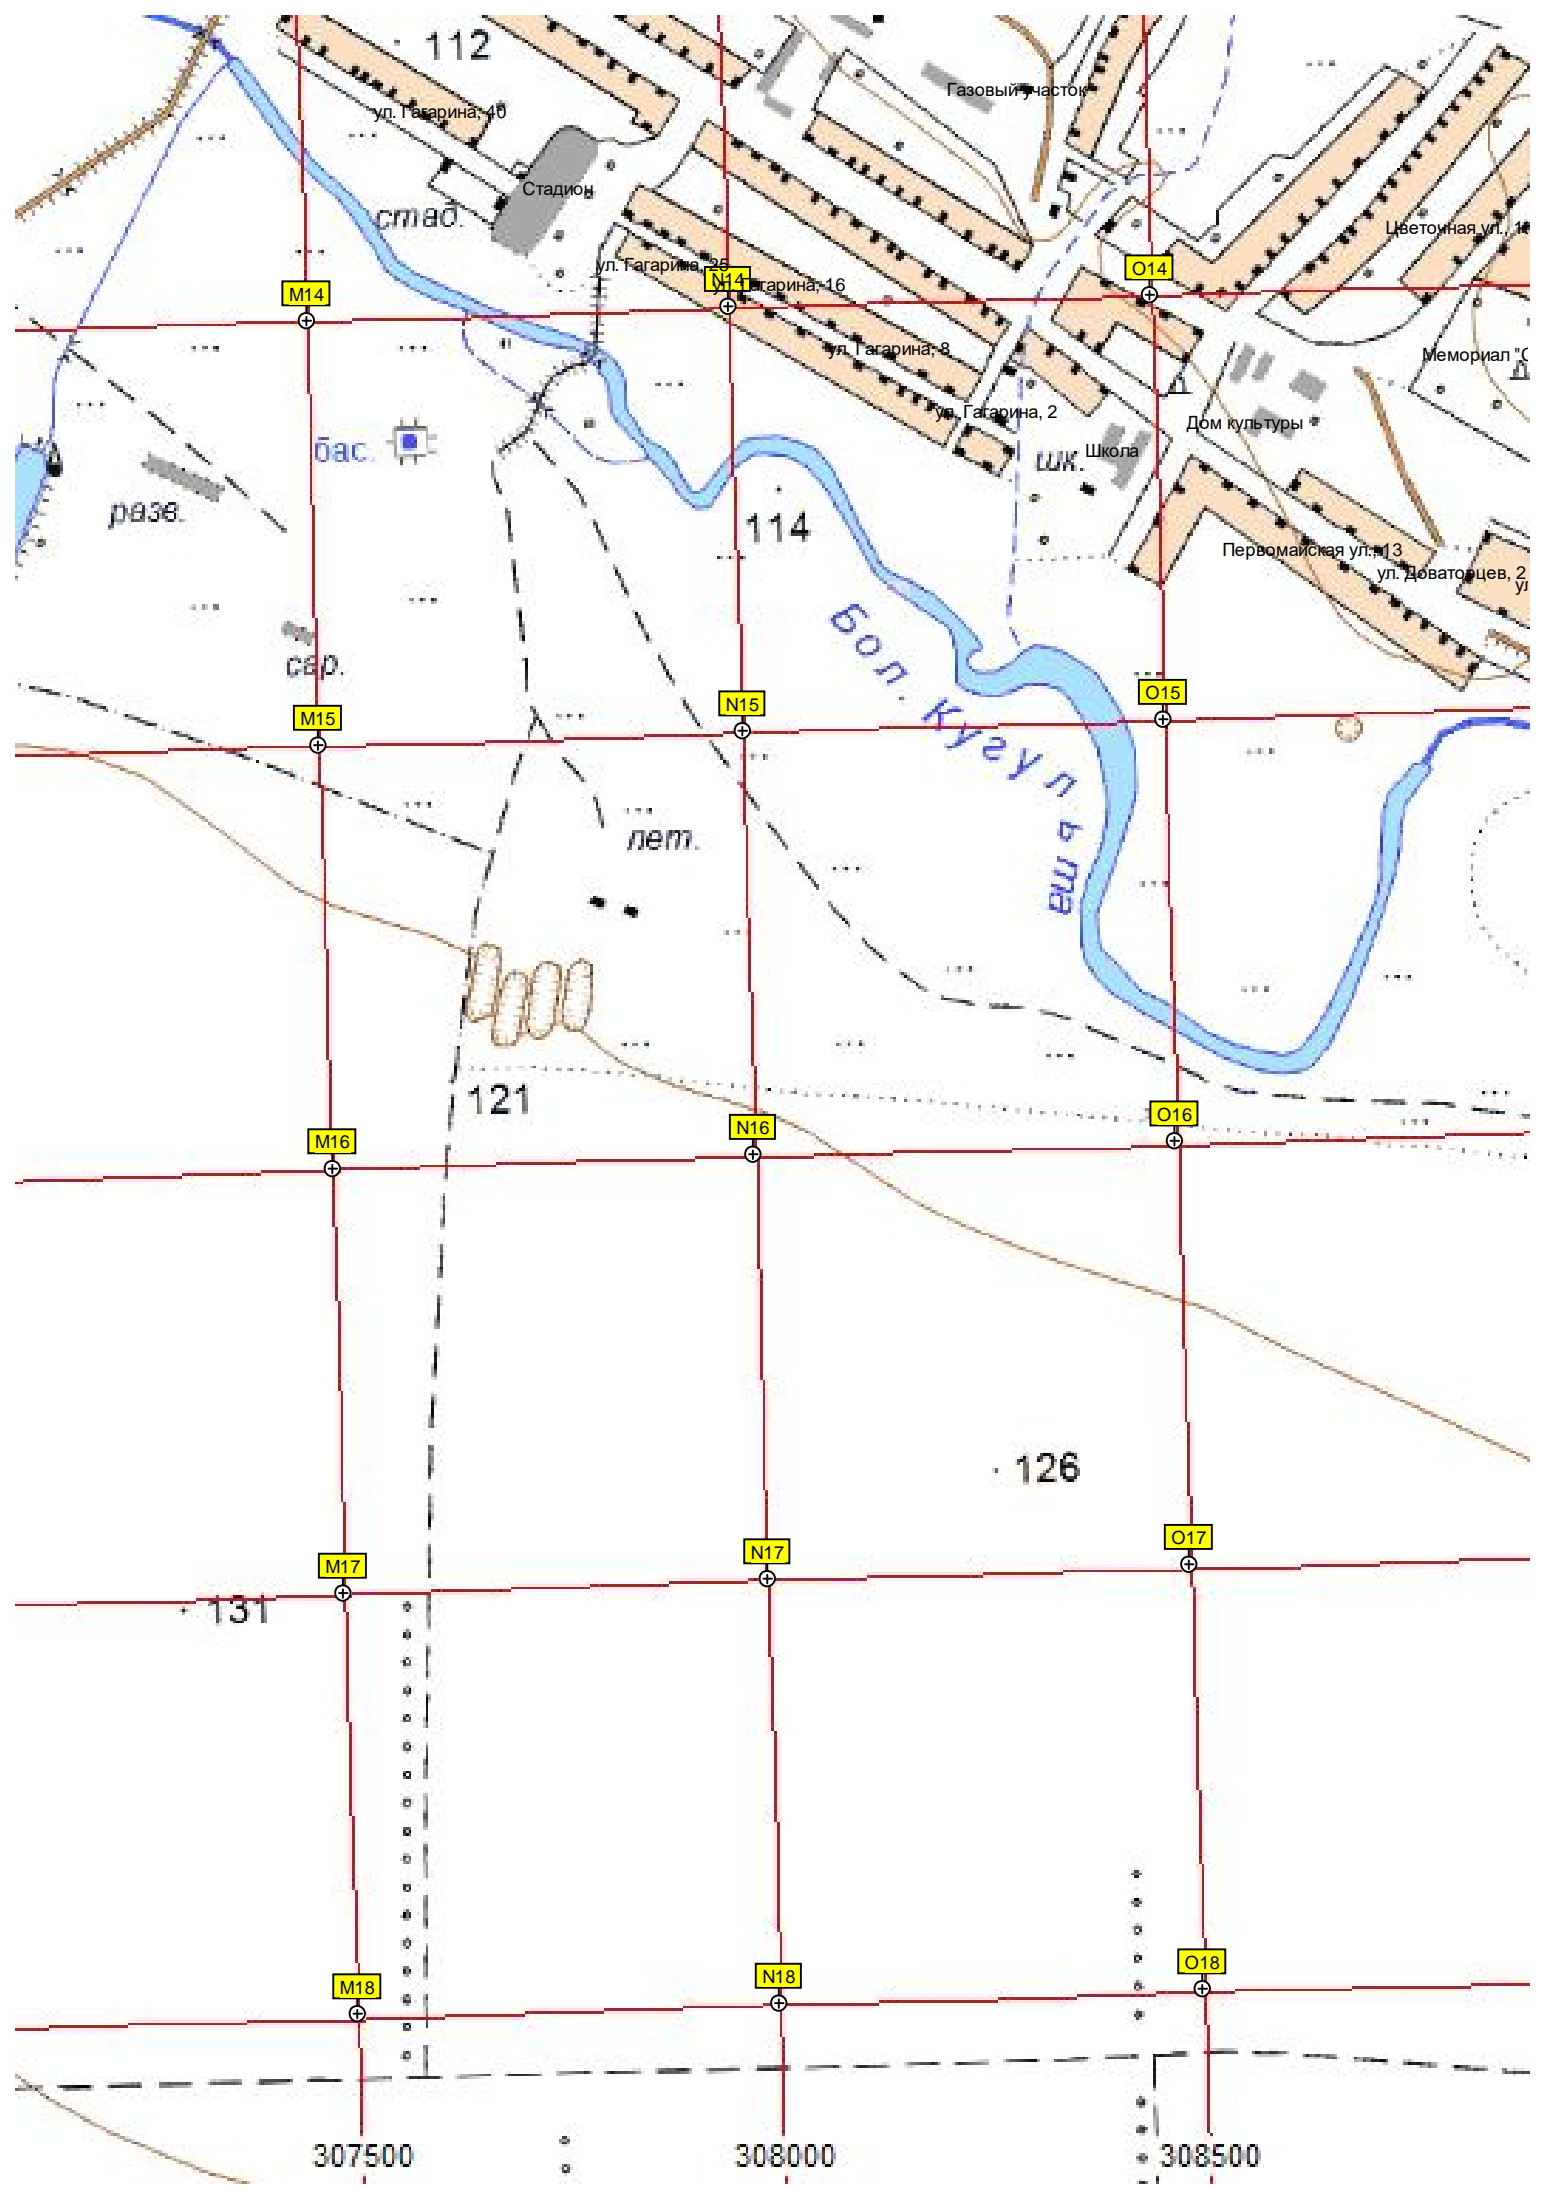 112
Газовый участок
ул. Гагарина, 40
Стадион
стад.
Цветочная ул., 1
ул. Гагарина, 25
O14
N14
M14
ул. Гагарина, 16
ул. Гагарина, 8
Мемориал "С
ул. Гагарина, 2
Дом культуры
бас.
шк.
Школа
разв.
114
Первомайская ул., 13
ул. Доваторцев, 2
ул
Бол. Кугульта
сар.
O15
N15
M15
лет.
121
O16
N16
M16
126
O17
N17
M17
131
O18
N18
M18
307500
308000
308500